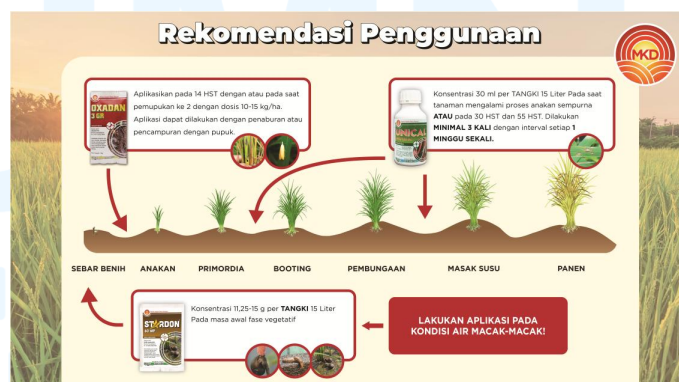 Rekomendasi Penggunaan
MKD
OXADAN
3 GR
Aplikasikan pada 14 HST dengan atau pada saat
pemupukan ke 2 dengan dosis 10-15 kg/ha.
Aplikasi dapat dilakukan dengan penaburan atau
pencampuran dengan pupuk.
UNICAL
Konsentrasi 30 ml per TANGKI 15 Liter Pada saat
tanaman mengalami proses anakan sempurna
ATAU pada 30 HST dan 55 HST. Dilakukan
MINIMAL 3 KALI dengan interval setiap 1
MINGGU SEKALI.
SEBAR BENIH ANAKAN PRIMORDIA BOOTING PEMBUNGAAN MASAK SUSU PANEN
STARDON
Konsentrasi 11,25-15 g per TANGKI 15 Liter
Pada masa awal fase vegetatif
LAKUKAN APLIKASI PADA
KONDISI AIR MACAK-MACAK!